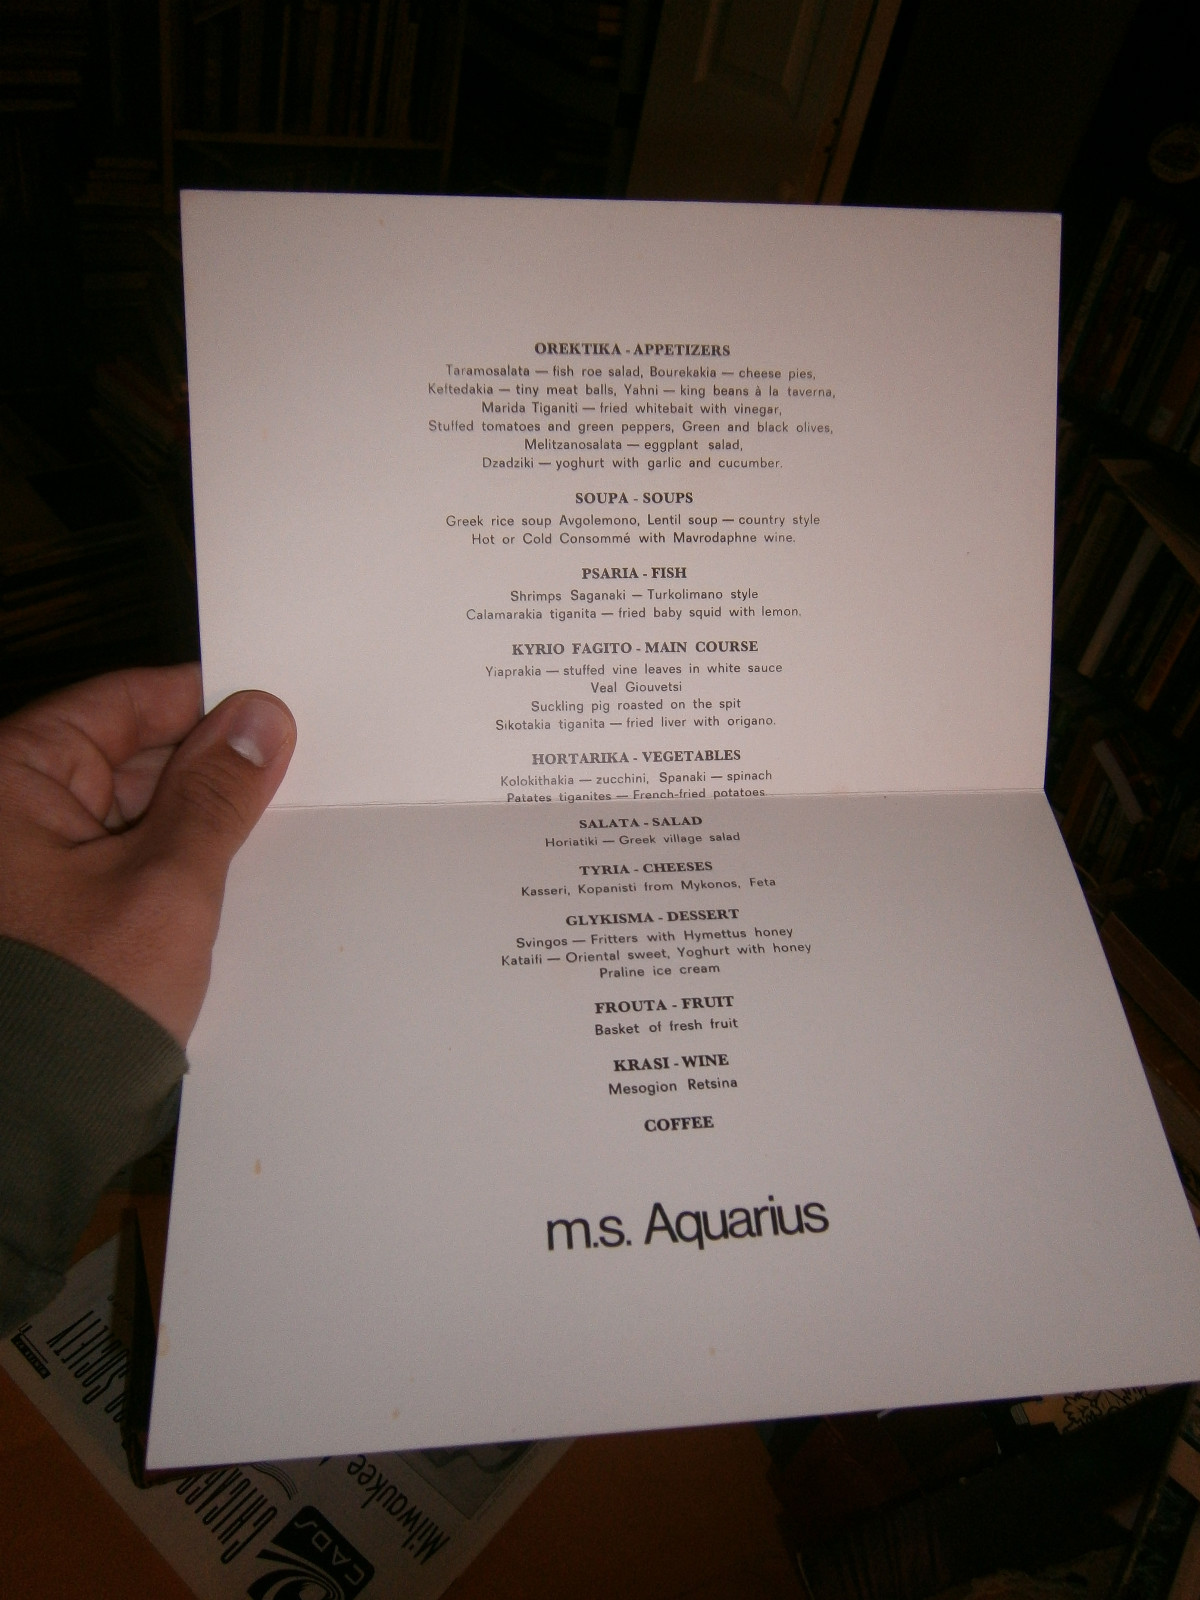 OREKTIKA - APPETIZERS
Taramosalata — fish roe salad, Bourekakia — cheese pies,
Keftedakia — tiny meat balls, Yahni — king beans à la taverna,
Marida Tiganiti — fried whitebait with vinegar,
Stuffed tomatoes and green peppers, Green and black olives,
Melitzanosalata — eggplant salad,
Dzadziki — yoghurt with garlic and cucumber.
SOUPA - SOUPS
Greek rice soup Avgolemono, Lentil soup — country style
Hot or Cold Consommé with Mavrodaphne wine.
PSARIA - FISH
Shrimps Saganaki — Turkolimano style
Calamarakia tiganita — fried baby squid with lemon.
KYRIO FAGITO - MAIN COURSE
Yiaprakia — stuffed vine leaves in white sauce
Veal Giouvetsi
Suckling pig roasted on the spit
Sikotakia tiganita — fried liver with origano.
HORTARIKA - VEGETABLES
Kolokithakia — zucchini, Spanaki — spinach
Patates tiganites — French-fried potatoes
SALATA - SALAD
Horiatiki — Greek village salad
TYRIA - CHEESES
Kasseri, Kopanisti from Mykonos, Feta
GLYKISMA - DESSERT
Svingos — Fritters with Hymettus honey
Kataifi — Oriental sweet, Yoghurt with honey
Praline ice cream
FROUTA - FRUIT
Basket of fresh fruit
KRASI - WINE
Mesogion Retsina
COFFEE
m.s. Aquarius
SOCIETY
CHICAGO
Milwaukee
CADS